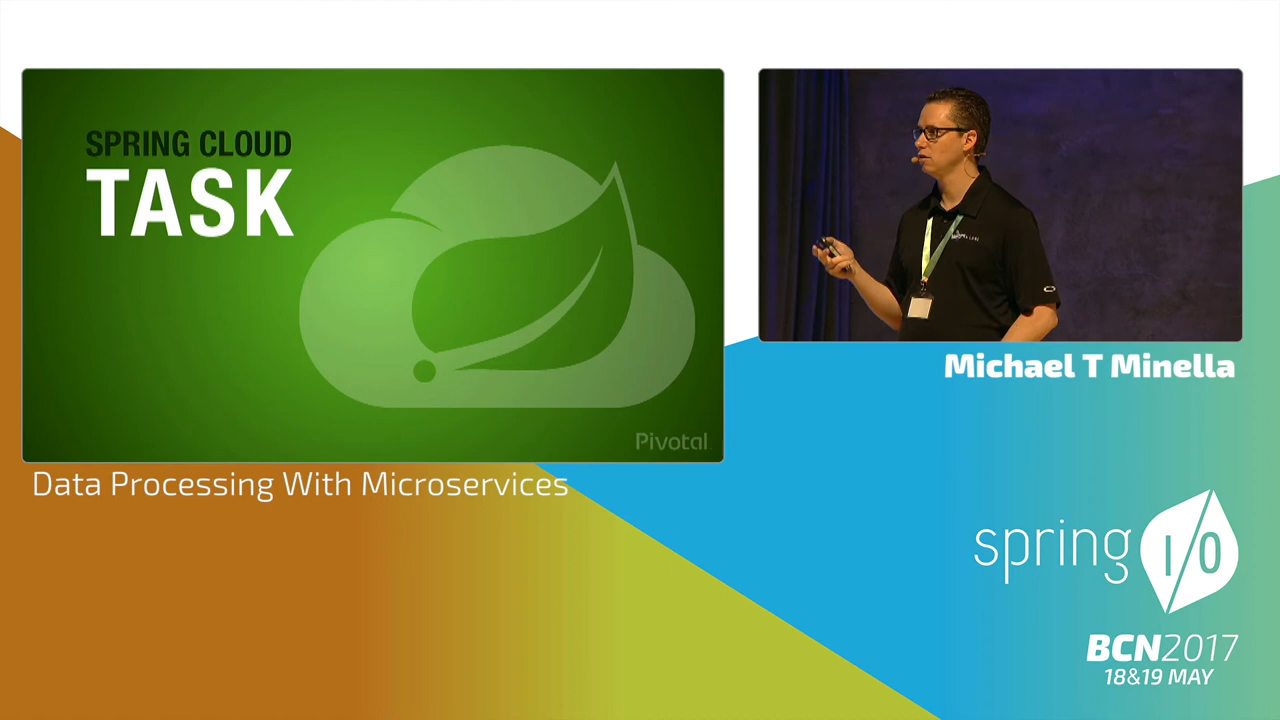 SPRING CLOUD
TASK
Pivotal
Data Processing With Microservices
Michael T Minella
spring I/O
BCN2017
18&19 MAY